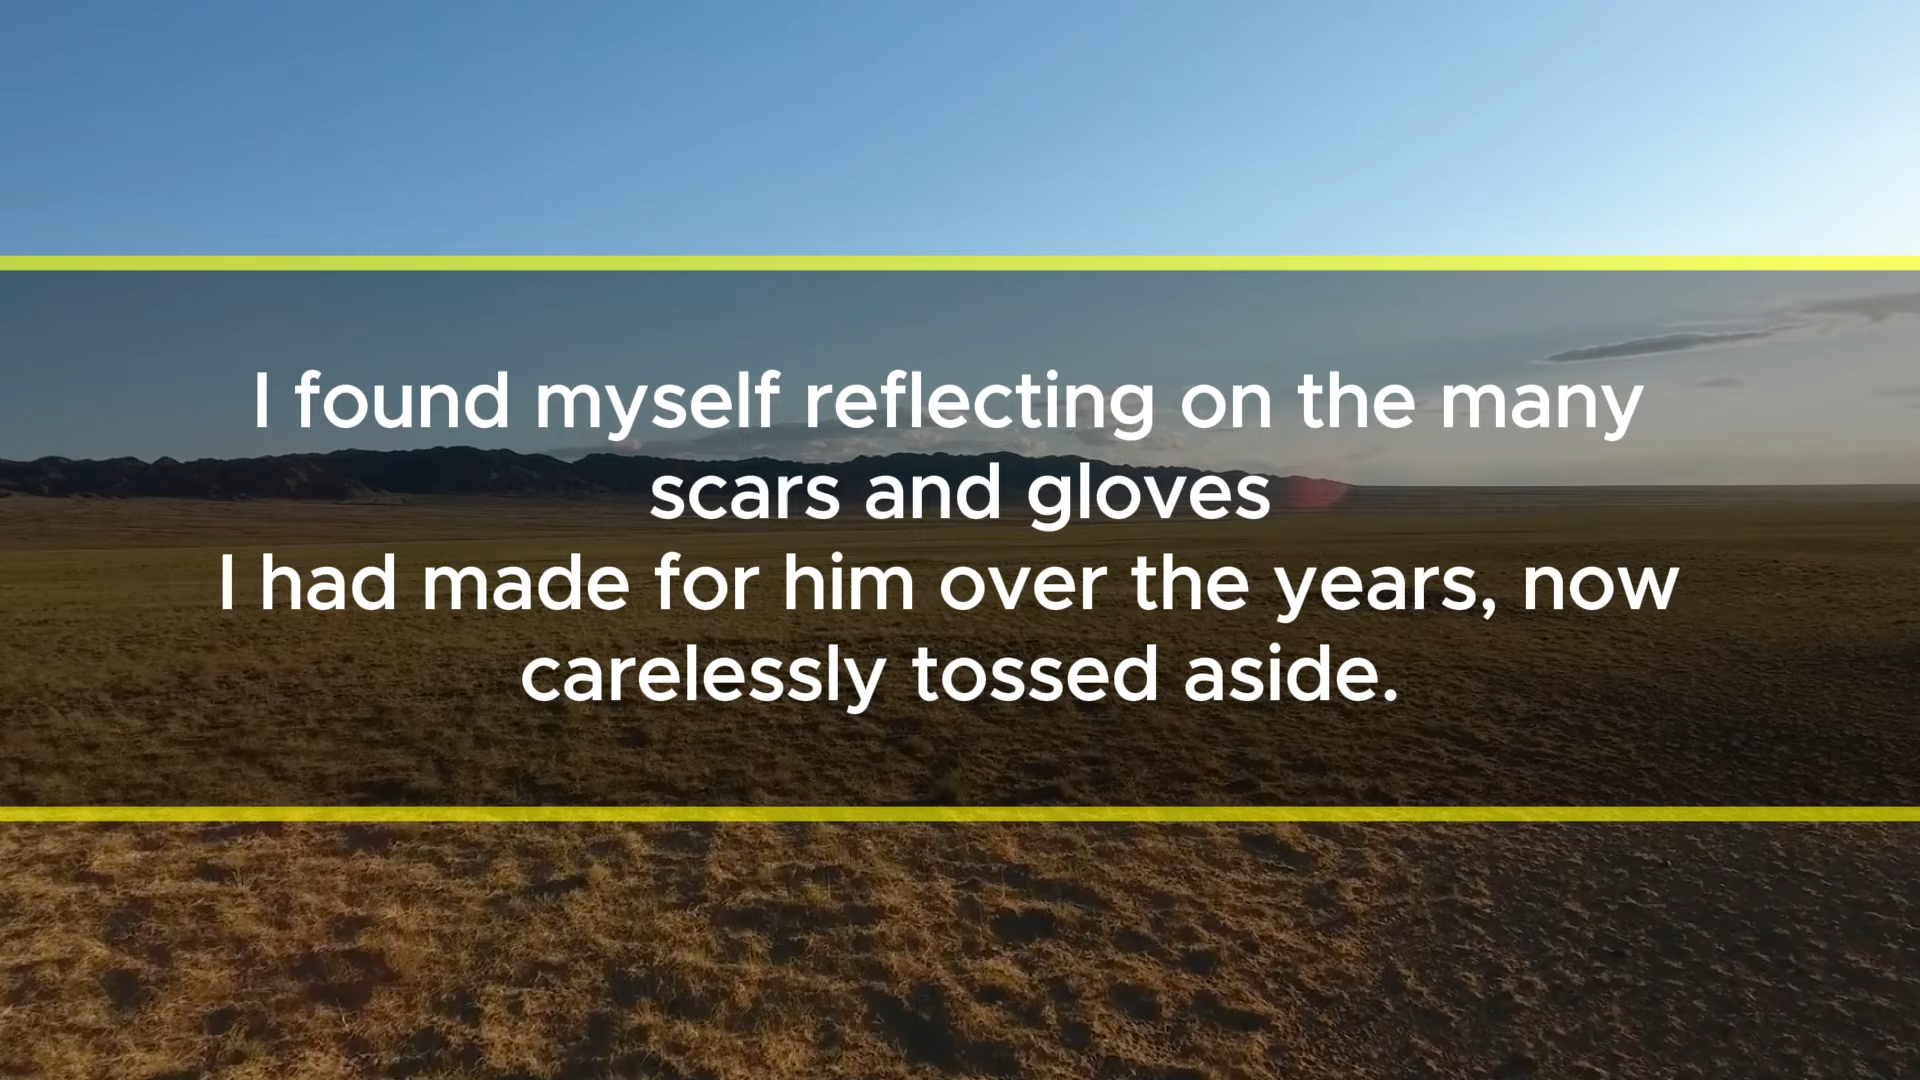 I found myself reflecting on the many
scars and gloves
I had made for him over the years, now
carelessly tossed aside.